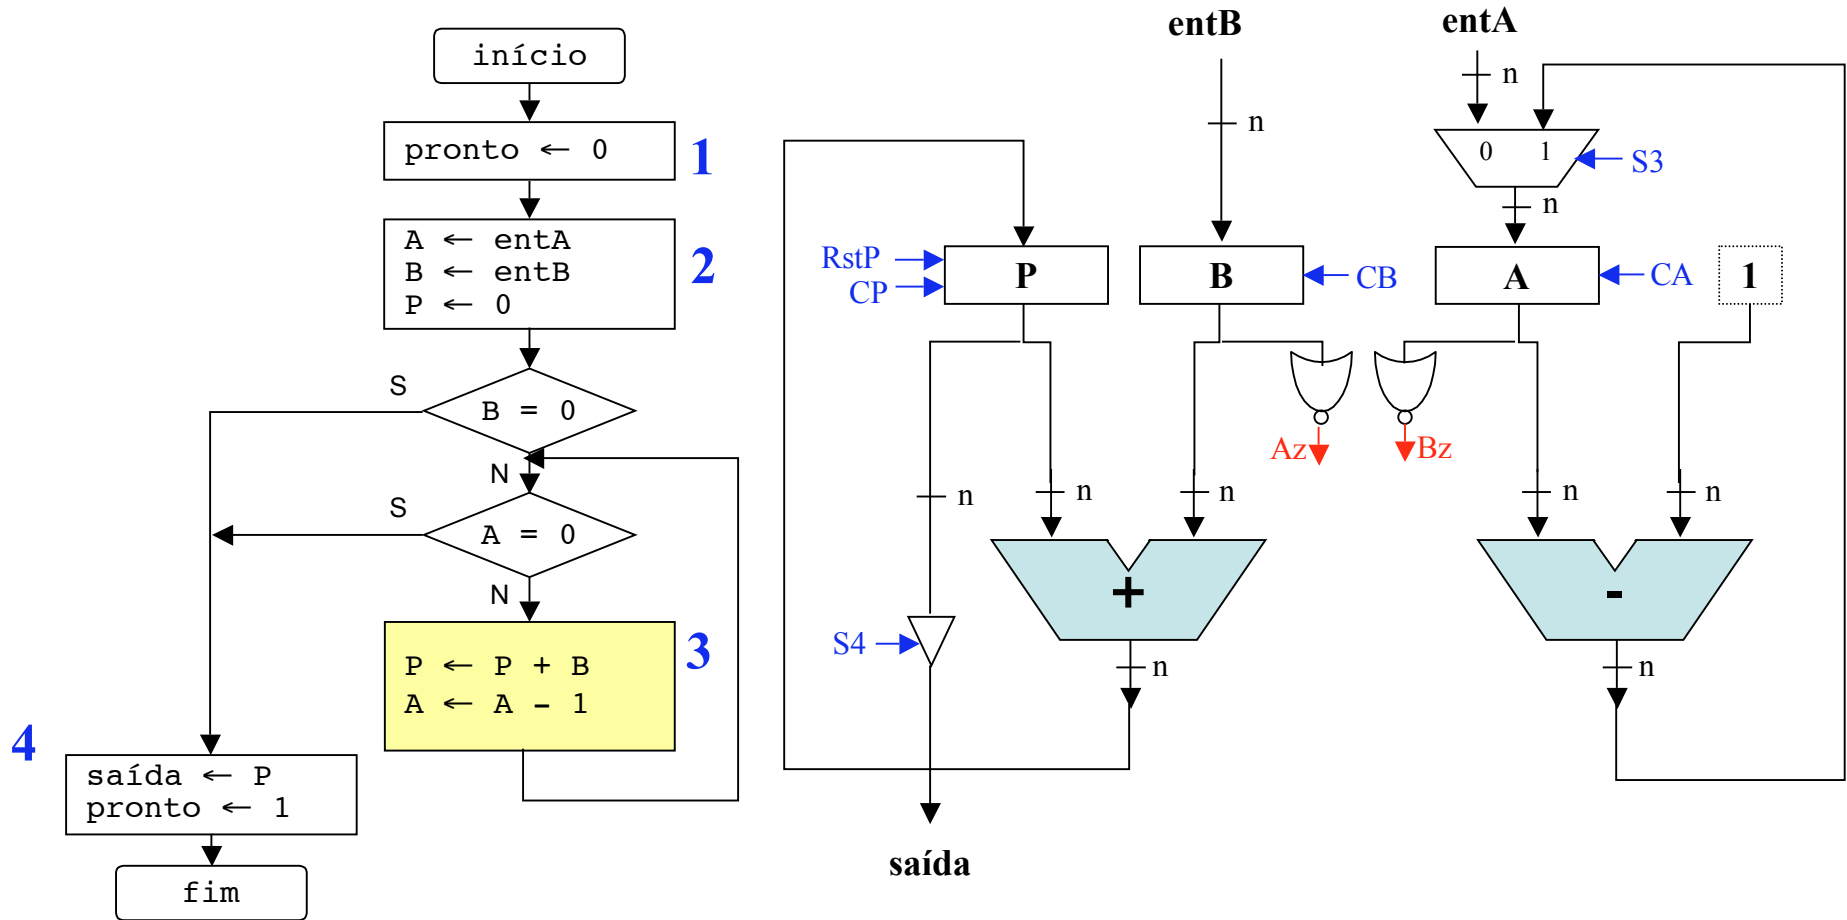 início
pronto ← 0
1
A ← entA
B ← entB
P ← 0
2
S
B = 0
N
S
A = 0
N
P ← P + B
A ← A - 1
3
4
saída ← P
pronto ← 1
fim
entB
entA
n
n
0 1
S3
n
RstP
CP
P
B
CB
A
CA
1
Az
Bz
n
n
n
n
n
+
-
S4
n
n
saída